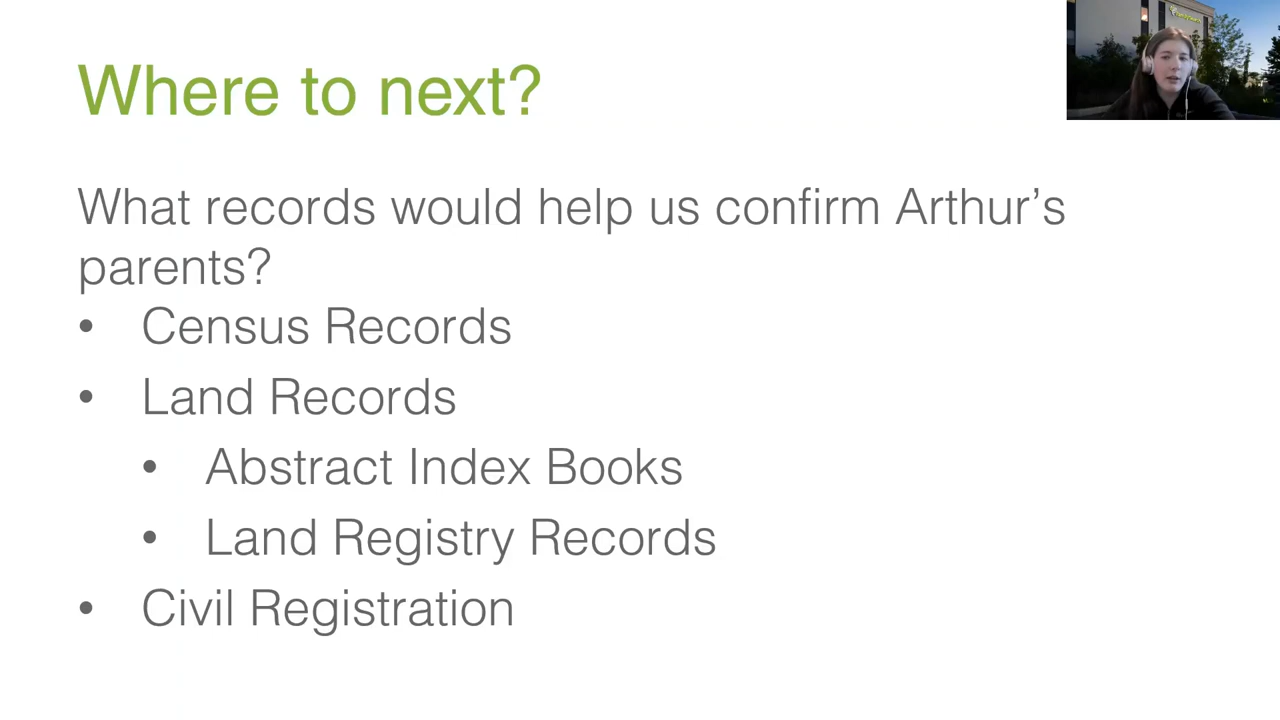 Where to next?
What records would help us confirm Arthur’s
parents?
• Census Records
• Land Records
• Abstract Index Books
• Land Registry Records
• Civil Registration